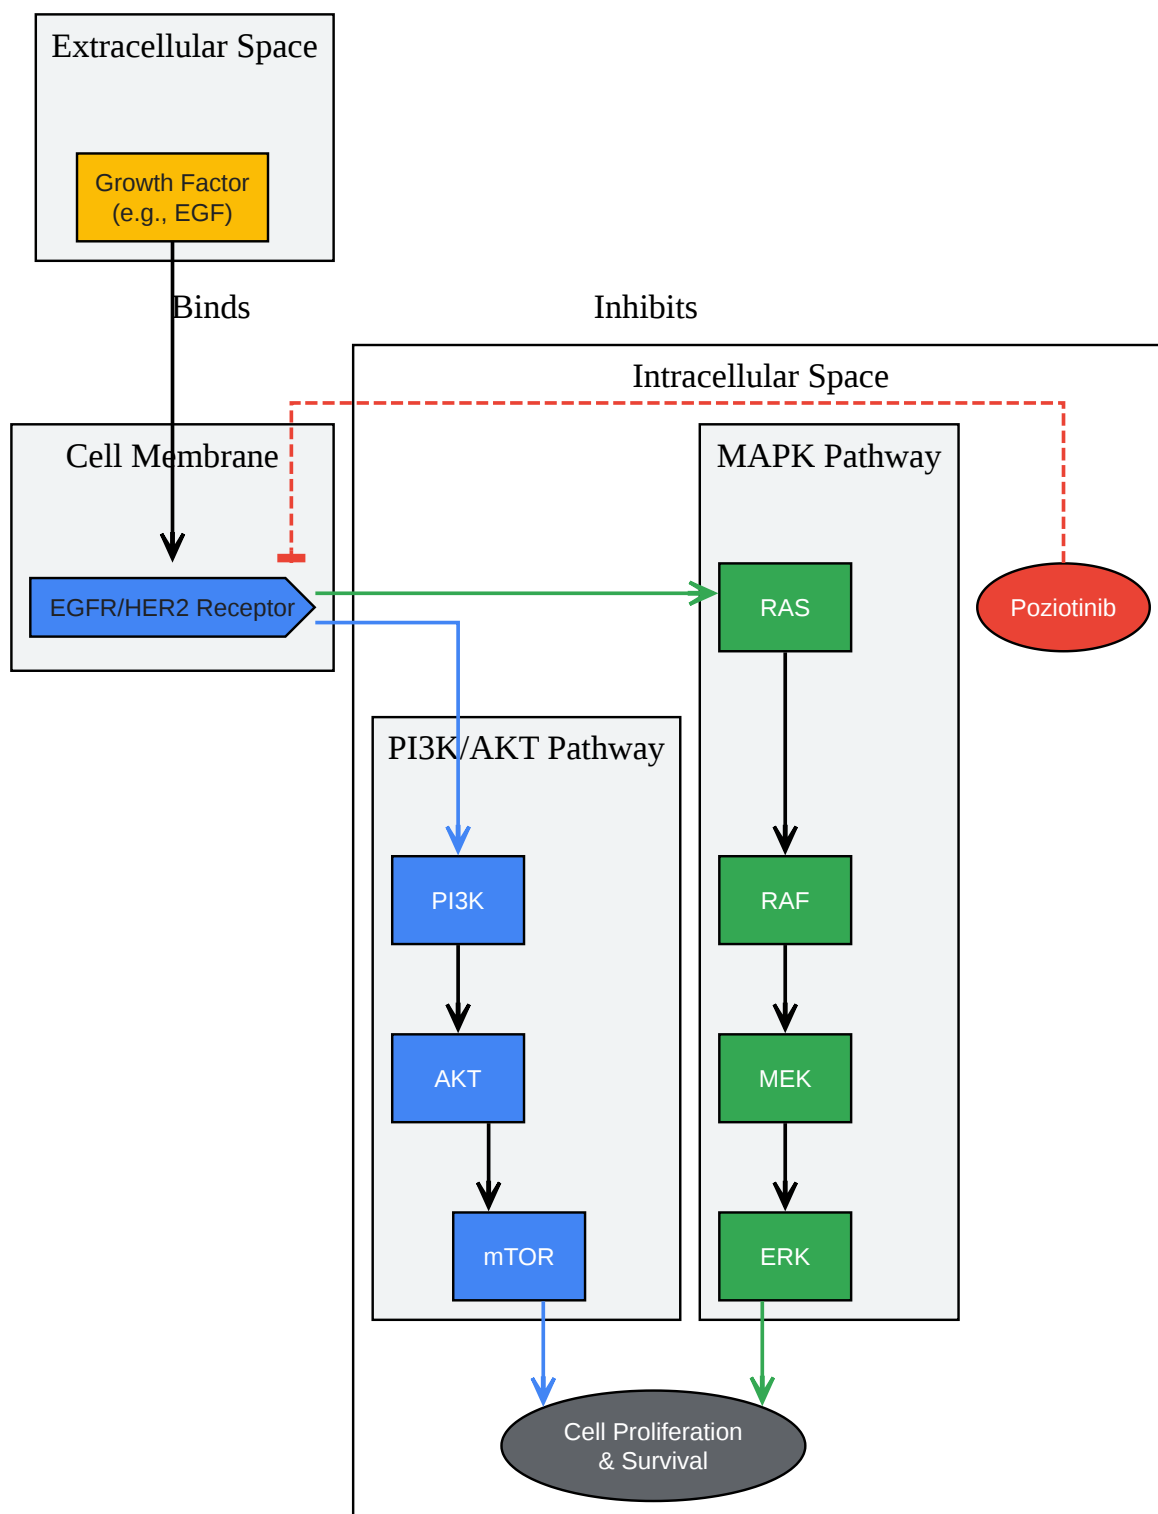 Extracellular Space
Growth Factor
(e.g., EGF)
Binds
Inhibits
Intracellular Space
Cell Membrane
MAPK Pathway
EGFR/HER2 Receptor
RAS
Poziotinib
PI3K/AKT Pathway
PI3K
RAF
AKT
MEK
mTOR
ERK
Cell Proliferation
& Survival